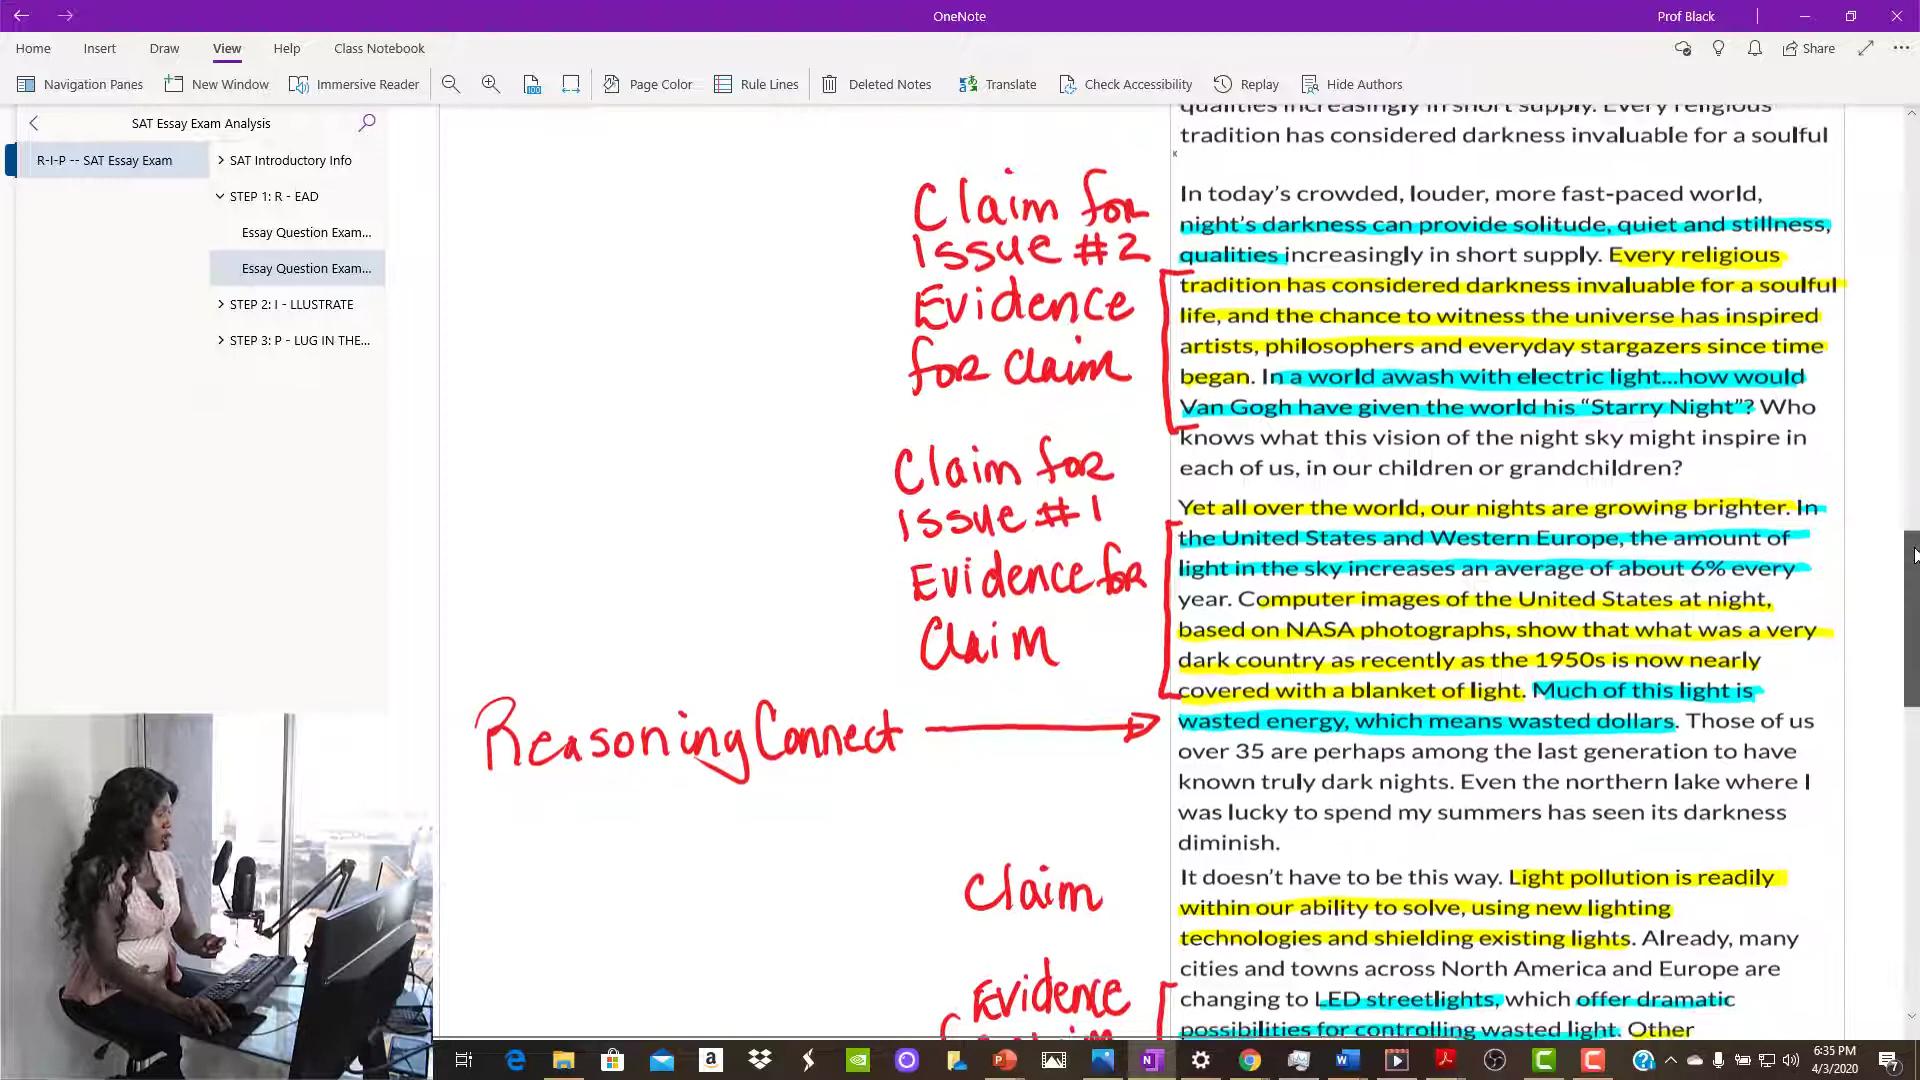 OneNote
Prof Black
Home Insert Draw View Help Class Notebook
Share
Navigation Panes New Window Immersive Reader Page Color Rule Lines Deleted Notes Translate Check Accessibility Replay Hide Authors
SAT Essay Exam Analysis
R-I-P -- SAT Essay Exam
SAT Introductory Info
STEP 1: R - EAD
Essay Question Exam...
Essay Question Exam...
STEP 2: I - LLUSTRATE
STEP 3: P - LUG IN THE...
Claim for
Issue #2
Evidence
for Claim
Claim for
Issue #1
Evidence for
Claim
Reasoning Connect
Claim
Evidence
qualities increasingly in short supply. Every religious
tradition has considered darkness invaluable for a soulful
In today's crowded, louder, more fast-paced world,
night's darkness can provide solitude, quiet and stillness,
qualities increasingly in short supply. Every religious
tradition has considered darkness invaluable for a soulful
life, and the chance to witness the universe has inspired
artists, philosophers and everyday stargazers since time
began. In a world awash with electric light...how would
Van Gogh have given the world his “Starry Night”? Who
knows what this vision of the night sky might inspire in
each of us, in our children or grandchildren?
Yet all over the world, our nights are growing brighter. In
the United States and Western Europe, the amount of
light in the sky increases an average of about 6% every
year. Computer images of the United States at night,
based on NASA photographs, show that what was a very
dark country as recently as the 1950s is now nearly
covered with a blanket of light. Much of this light is
wasted energy, which means wasted dollars. Those of us
over 35 are perhaps among the last generation to have
known truly dark nights. Even the northern lake where I
was lucky to spend my summers has seen its darkness
diminish.
It doesn't have to be this way. Light pollution is readily
within our ability to solve, using new lighting
technologies and shielding existing lights. Already, many
cities and towns across North America and Europe are
changing to LED streetlights, which offer dramatic
possibilities for controlling wasted light. Other
6:35 PM
4/3/2020